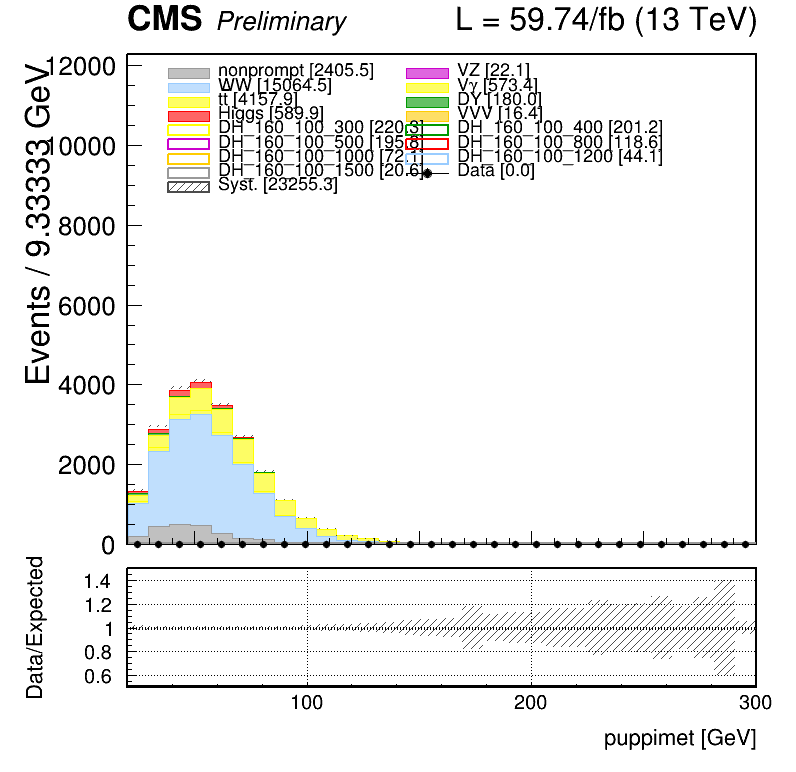 CMS Preliminary L = 59.74/fb (13 TeV)
Events / 9.33333 GeV
12000
10000
8000
6000
4000
2000
0
nonprompt [2405.5] VZ [22.1]
WW [15064.5] Vγ [573.4]
tt [4157.9] DY [180.0]
Higgs [589.9] VVV [16.4]
DH_160_100_300 [220.3] DH_160_100_400 [201.2]
DH_160_100_500 [195.8] DH_160_100_800 [118.6]
DH_160_100_1000 [72.1] DH_160_100_1200 [44.1]
DH_160_100_1500 [20.6] Data [0.0]
Syst. [23255.3]
Data/Expected
1.4
1.2
1
0.8
0.6
100 200 300
puppimet [GeV]